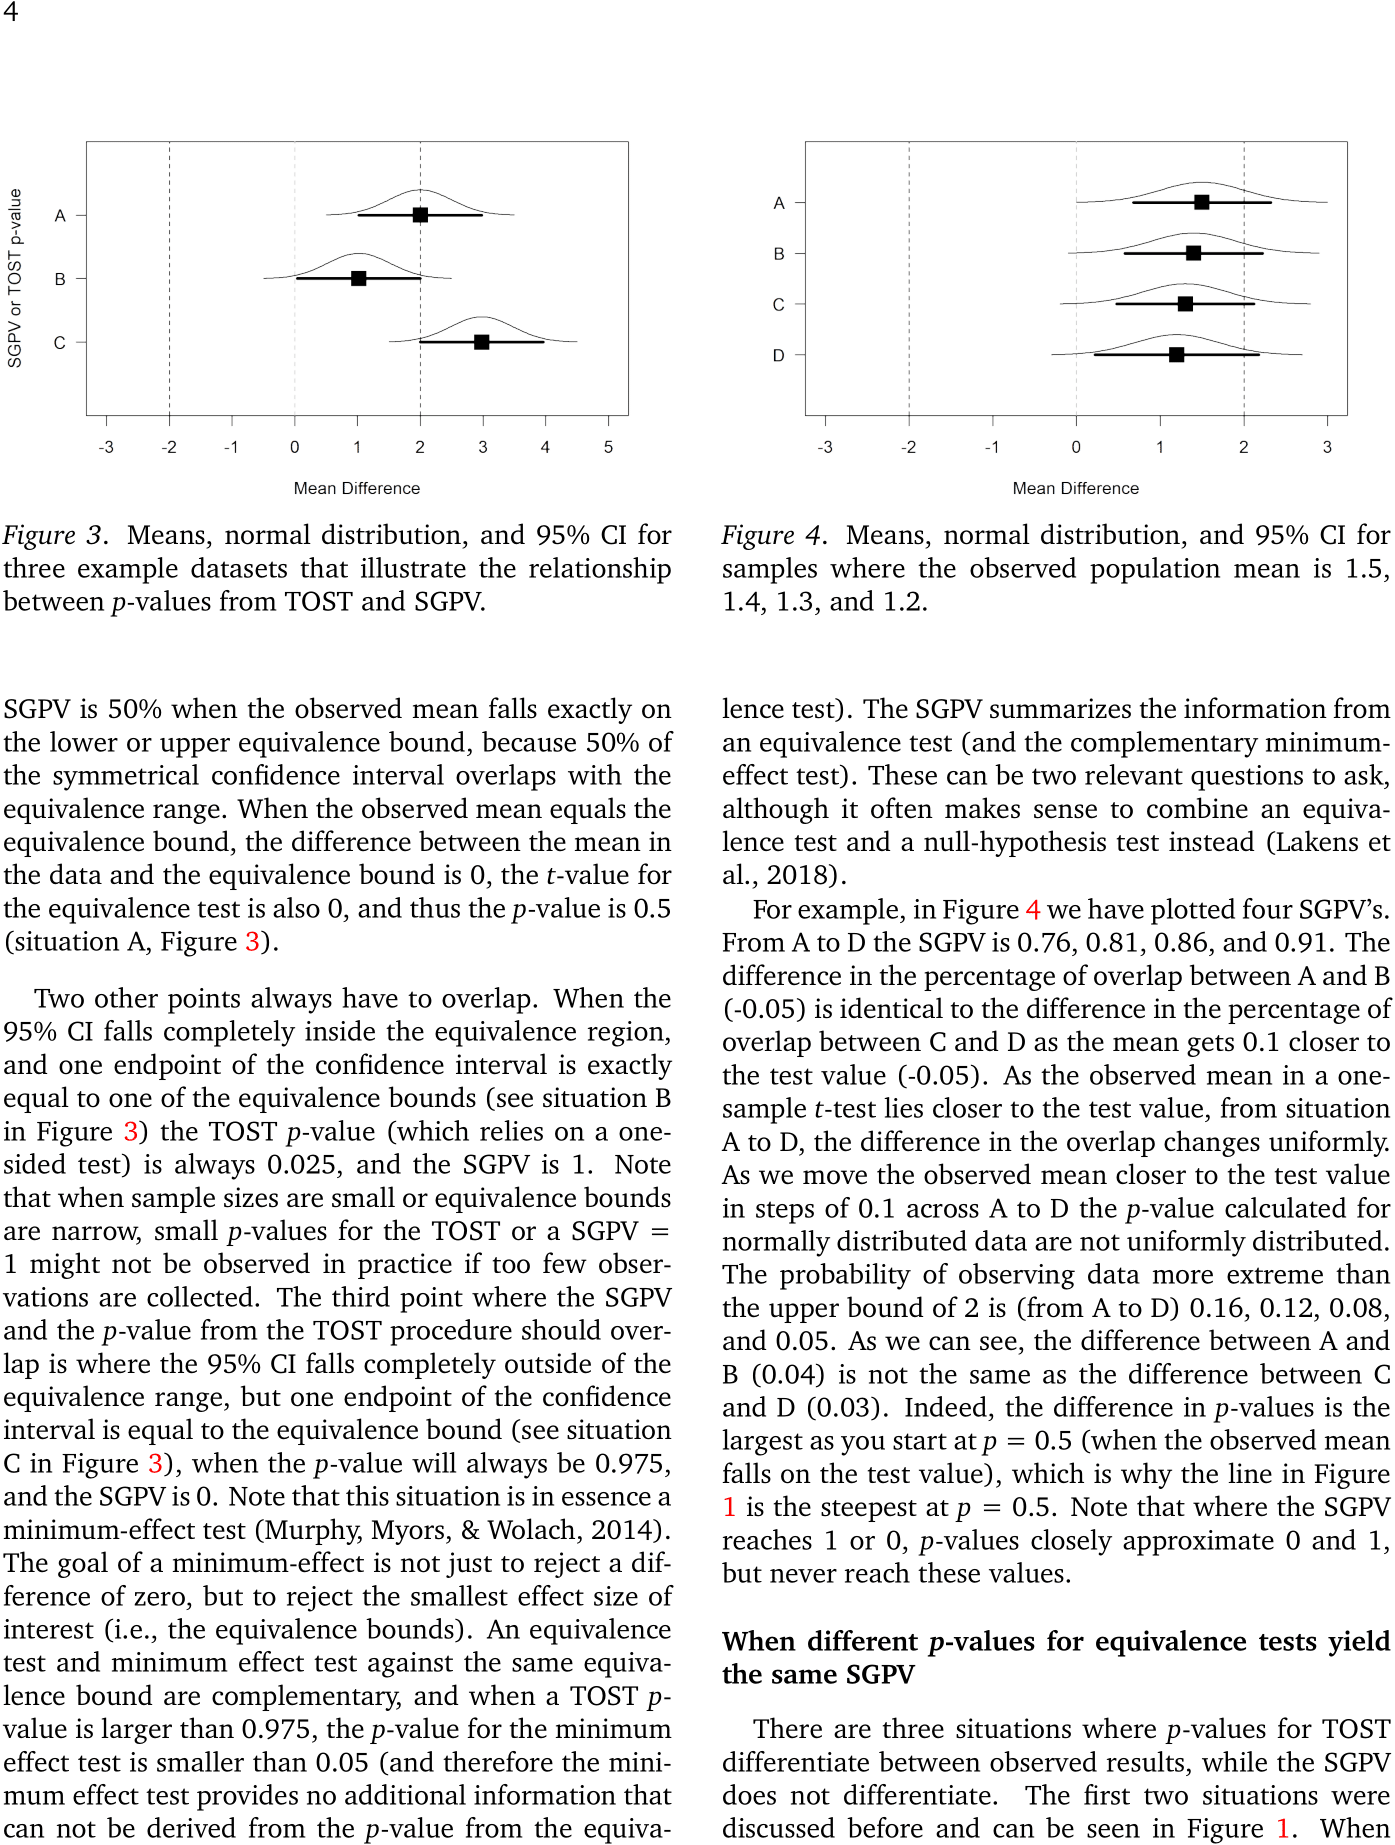 4
SGPV or TOST p-value
A
B
C
-3 -2 -1 0 1 2 3 4 5
Mean Difference
Figure 3. Means, normal distribution, and 95% CI for
three example datasets that illustrate the relationship
between p-values from TOST and SGPV.
SGPV is 50% when the observed mean falls exactly on
the lower or upper equivalence bound, because 50% of
the symmetrical confidence interval overlaps with the
equivalence range. When the observed mean equals the
equivalence bound, the difference between the mean in
the data and the equivalence bound is 0, the t-value for
the equivalence test is also 0, and thus the p-value is 0.5
(situation A, Figure 3).
Two other points always have to overlap. When the
95% CI falls completely inside the equivalence region,
and one endpoint of the confidence interval is exactly
equal to one of the equivalence bounds (see situation B
in Figure 3) the TOST p-value (which relies on a one-
sided test) is always 0.025, and the SGPV is 1. Note
that when sample sizes are small or equivalence bounds
are narrow, small p-values for the TOST or a SGPV =
1 might not be observed in practice if too few obser-
vations are collected. The third point where the SGPV
and the p-value from the TOST procedure should over-
lap is where the 95% CI falls completely outside of the
equivalence range, but one endpoint of the confidence
interval is equal to the equivalence bound (see situation
C in Figure 3), when the p-value will always be 0.975,
and the SGPV is 0. Note that this situation is in essence a
minimum-effect test (Murphy, Myors, & Wolach, 2014).
The goal of a minimum-effect is not just to reject a dif-
ference of zero, but to reject the smallest effect size of
interest (i.e., the equivalence bounds). An equivalence
test and minimum effect test against the same equiva-
lence bound are complementary, and when a TOST p-
value is larger than 0.975, the p-value for the minimum
effect test is smaller than 0.05 (and therefore the mini-
mum effect test provides no additional information that
can not be derived from the p-value from the equiva-
A
B
C
D
-3 -2 -1 0 1 2 3
Mean Difference
Figure 4. Means, normal distribution, and 95% CI for
samples where the observed population mean is 1.5,
1.4, 1.3, and 1.2.
lence test). The SGPV summarizes the information from
an equivalence test (and the complementary minimum-
effect test). These can be two relevant questions to ask,
although it often makes sense to combine an equiva-
lence test and a null-hypothesis test instead (Lakens et
al., 2018).
For example, in Figure 4 we have plotted four SGPV's.
From A to D the SGPV is 0.76, 0.81, 0.86, and 0.91. The
difference in the percentage of overlap between A and B
(-0.05) is identical to the difference in the percentage of
overlap between C and D as the mean gets 0.1 closer to
the test value (-0.05). As the observed mean in a one-
sample t-test lies closer to the test value, from situation
A to D, the difference in the overlap changes uniformly.
As we move the observed mean closer to the test value
in steps of 0.1 across A to D the p-value calculated for
normally distributed data are not uniformly distributed.
The probability of observing data more extreme than
the upper bound of 2 is (from A to D) 0.16, 0.12, 0.08,
and 0.05. As we can see, the difference between A and
B (0.04) is not the same as the difference between C
and D (0.03). Indeed, the difference in p-values is the
largest as you start at p = 0.5 (when the observed mean
falls on the test value), which is why the line in Figure
1 is the steepest at p = 0.5. Note that where the SGPV
reaches 1 or 0, p-values closely approximate 0 and 1,
but never reach these values.
When different p-values for equivalence tests yield
the same SGPV
There are three situations where p-values for TOST
differentiate between observed results, while the SGPV
does not differentiate. The first two situations were
discussed before and can be seen in Figure 1. When